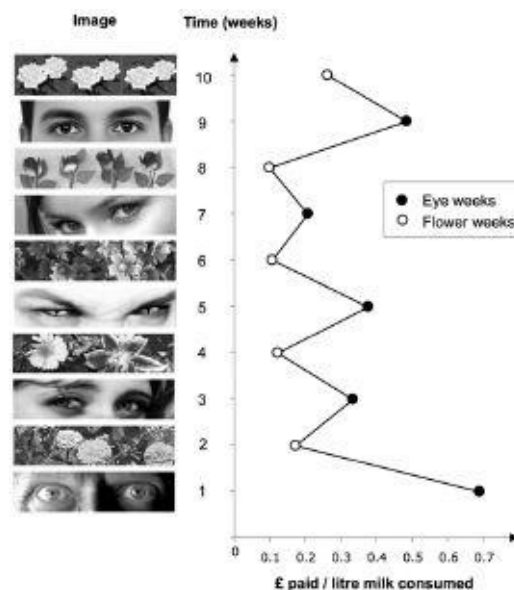 Image Time (weeks)
10
9
8
7
6
5
4
3
2
1
Eye weeks
Flower weeks
0 0.1 0.2 0.3 0.4 0.5 0.6 0.7
£ paid / litre milk consumed